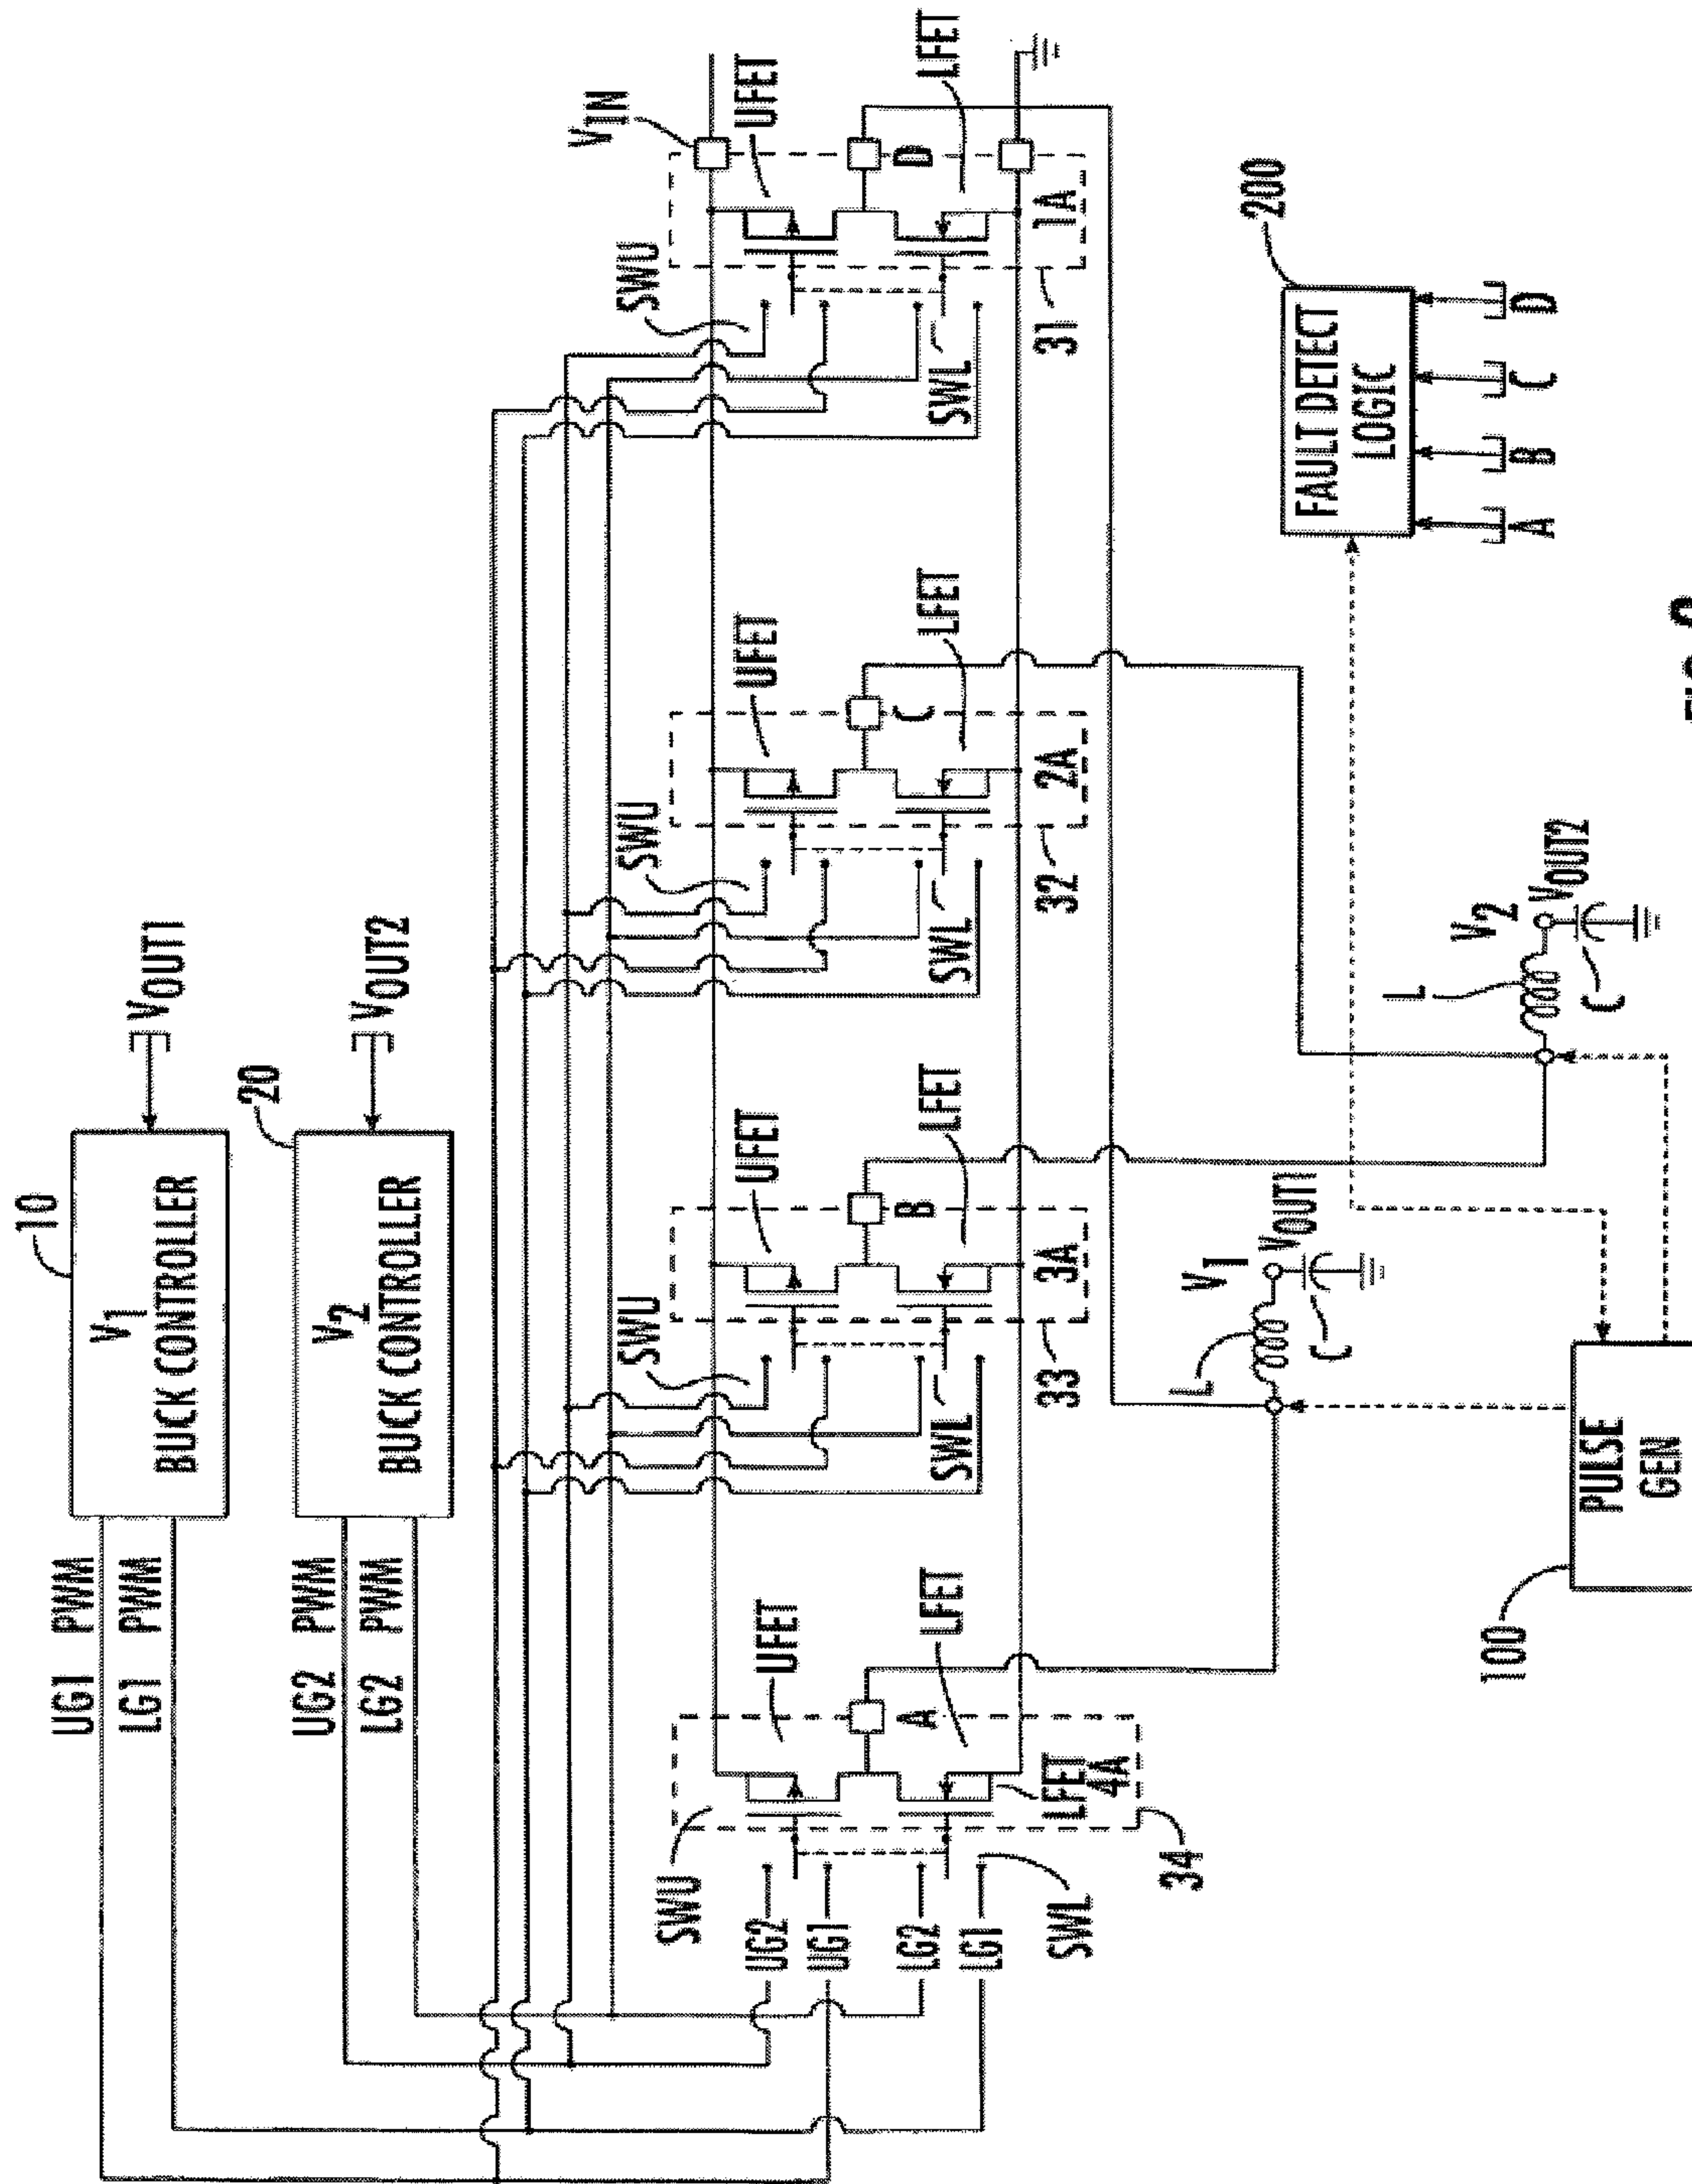 10
V1
BUCK CONTROLLER
VOUT1
20
V2
BUCK CONTROLLER
VOUT2
UG1 PWM
LG1 PWM
UG2 PWM
LG2 PWM
VIN
SWU
UFET
SWU
UFET
SWU
UFET
SWU
UFET
UG2
UG1
LG2
LG1
SWL
A
LFET
LFET
4A
34
SWL
B
LFET
3A
33
SWL
C
LFET
2A
32
SWL
D
LFET
1A
31
L
V1
VOUT1
C
L
V2
VOUT2
C
200
FAULT DETECT
LOGIC
A
B
C
D
100
PULSE
GEN